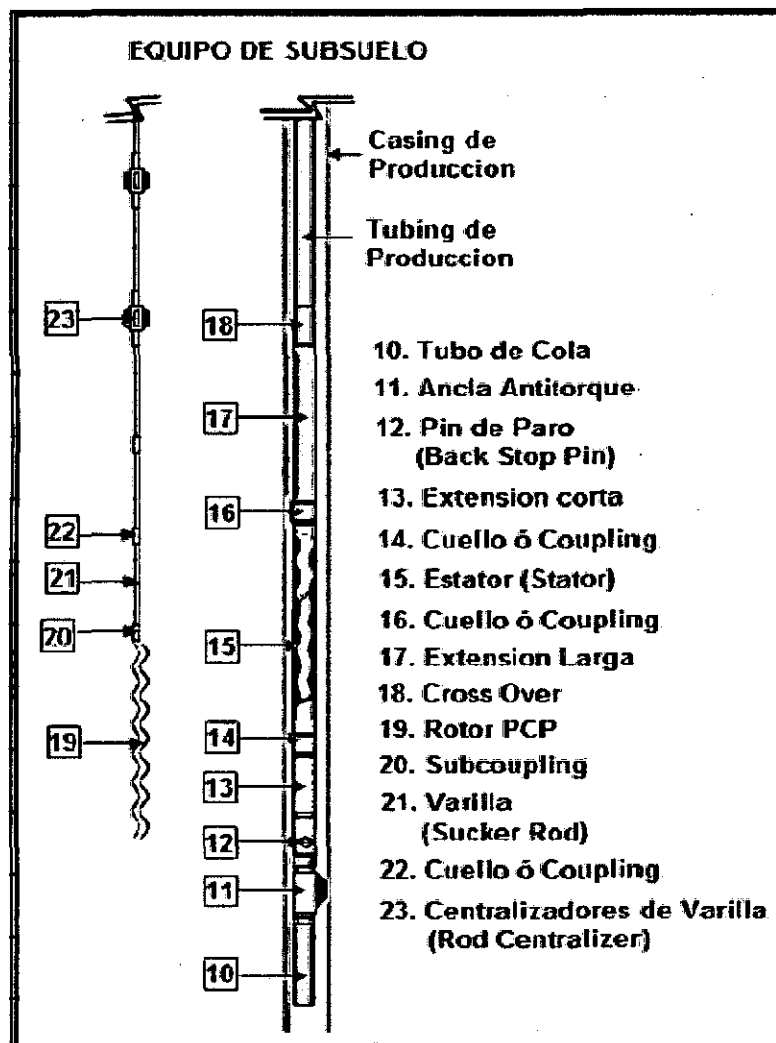 EQUIPO DE SUBSUELO
Casing de
Produccion
Tubing de
Produccion
23
18
17
16
22
21
20
15
19
14
13
12
11
10
10. Tubo de Cola
11. Ancla Antitorque
12. Pin de Paro
(Back Stop Pin)
13. Extension corta
14. Cuello ó Coupling
15. Estator (Stator)
16. Cuello ó Coupling
17. Extension Larga
18. Cross Over
19. Rotor PCP
20. Subcoupling
21. Varilla
(Sucker Rod)
22. Cuello ó Coupling
23. Centralizadores de Varilla
(Rod Centralizer)